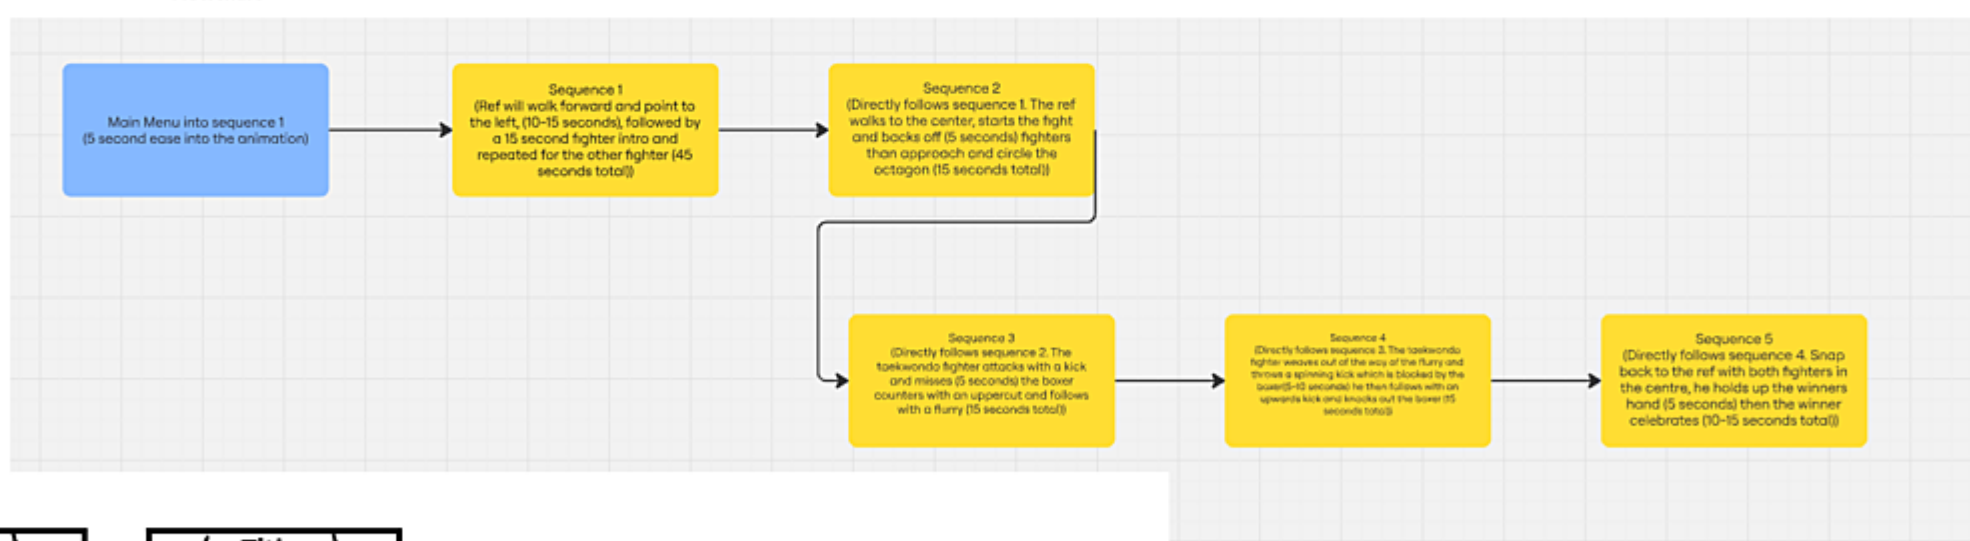 Main Menu into sequence 1
(5 second ease into the animation)
Sequence 1
(Ref will walk forward and point to
the left, (10-15 seconds), followed by
a 15 second fighter intro and
repeated for the other fighter (45
seconds total))
Sequence 2
(Directly follows sequence 1. The ref
walks to the center, starts the fight
and backs off (5 seconds) fighters
than approach and circle the
octagon (15 seconds total))
Sequence 3
(Directly follows sequence 2. The
taekwondo fighter attacks with a kick
and misses (5 seconds) the boxer
counters with an uppercut and follows
with a flurry (15 seconds total))
Sequence 4
(Directly follows sequence 3. The taekwondo
fighter weaves out of the way of the flurry and
throws a spinning kick which is blocked by the
boxer(5-10 seconds) he then follows with an
upwards kick and knocks out the boxer (15
seconds total))
Sequence 5
(Directly follows sequence 4. Snap
back to the ref with both fighters in
the centre, he holds up the winners
hand (5 seconds) then the winner
celebrates (10-15 seconds total))